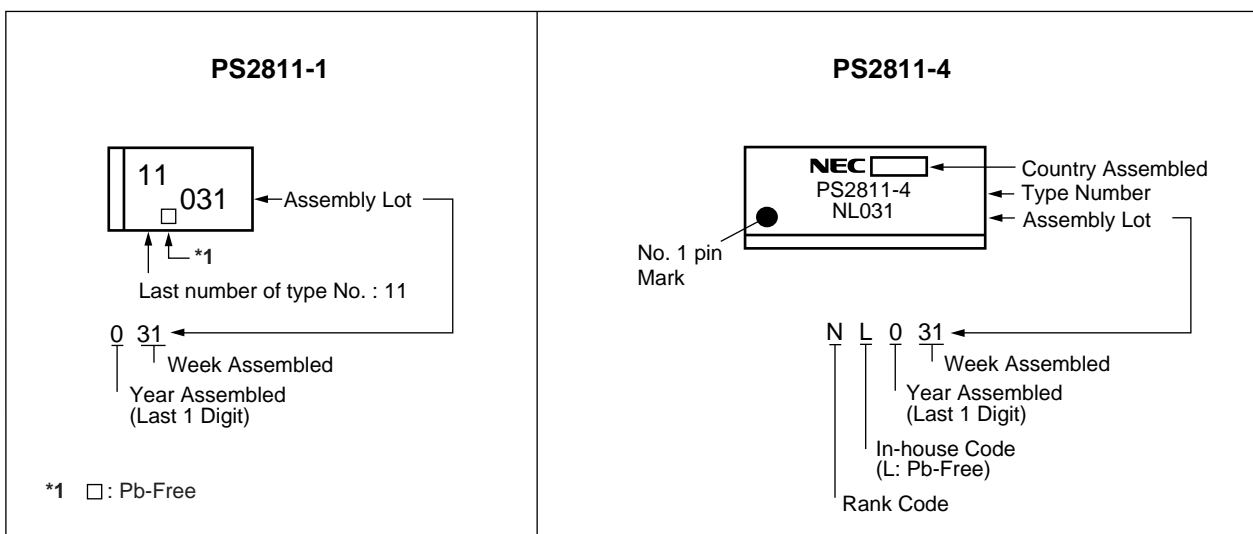 PS2811-1
11
031
Assembly Lot
*1
Last number of type No. : 11
0 31
Week Assembled
Year Assembled
(Last 1 Digit)
*1 □ : Pb-Free
PS2811-4
NEC
Country Assembled
PS2811-4
Type Number
NL031
Assembly Lot
No. 1 pin
Mark
N L 0 31
Week Assembled
Year Assembled
(Last 1 Digit)
In-house Code
(L: Pb-Free)
Rank Code